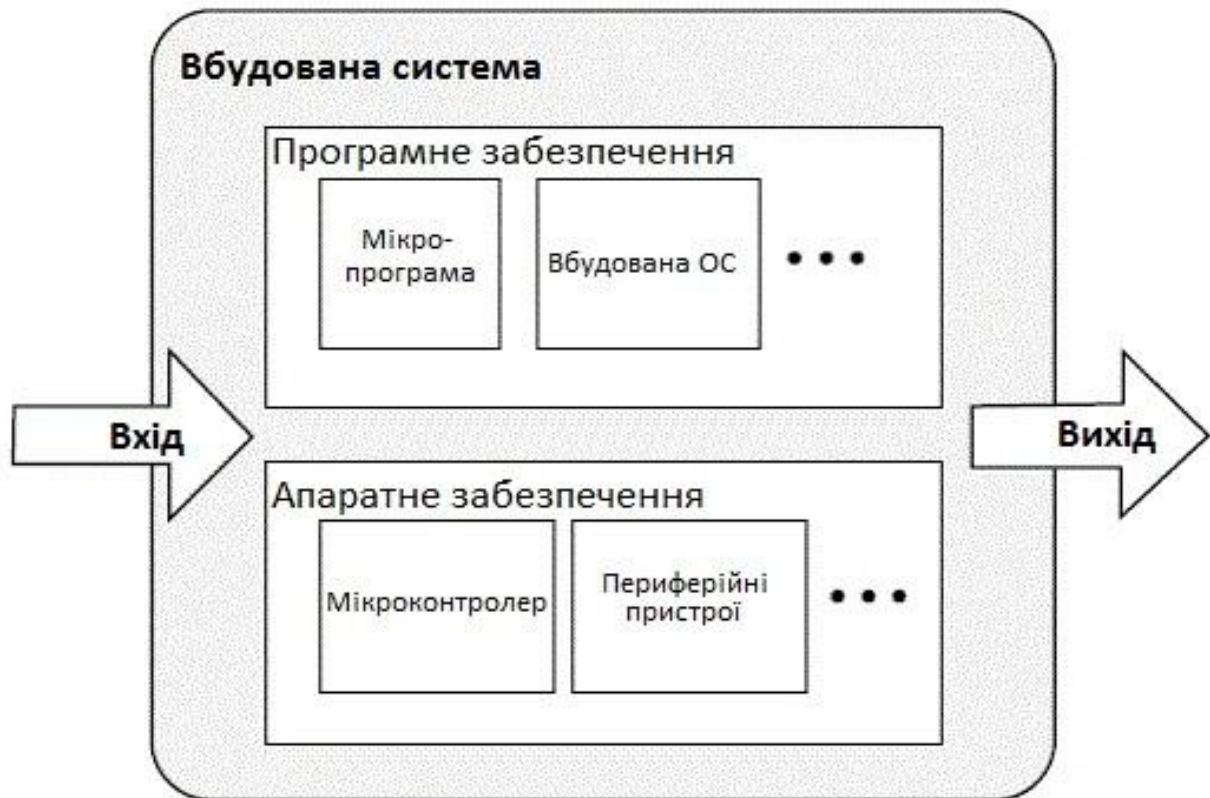 Вбудована система
Програмне забезпечення
Мікро-
програма
Вбудована ОС
Вхід
Вихід
Апаратне забезпечення
Мікроконтролер
Периферійні
пристрої